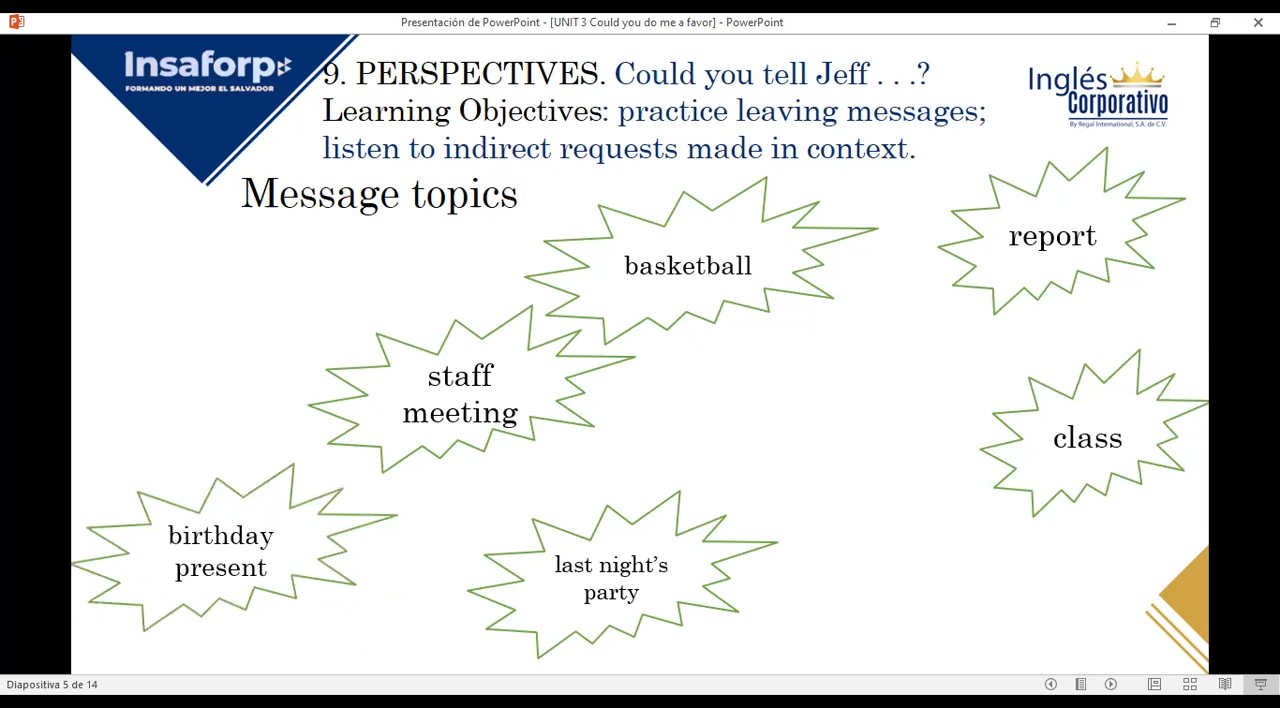 Presentación de PowerPoint - [UNIT 3 Could you do me a favor] - PowerPoint
Insaforp
FORMANDO UN MEJOR EL SALVADOR
9. PERSPECTIVES. Could you tell Jeff . . .?
Learning Objectives: practice leaving messages;
listen to indirect requests made in context.
Inglés
Corporativo
By Regal International, S.A. de C.V.
Message topics
basketball
report
staff
meeting
class
birthday
present
last night's
party
Diapositiva 5 de 14